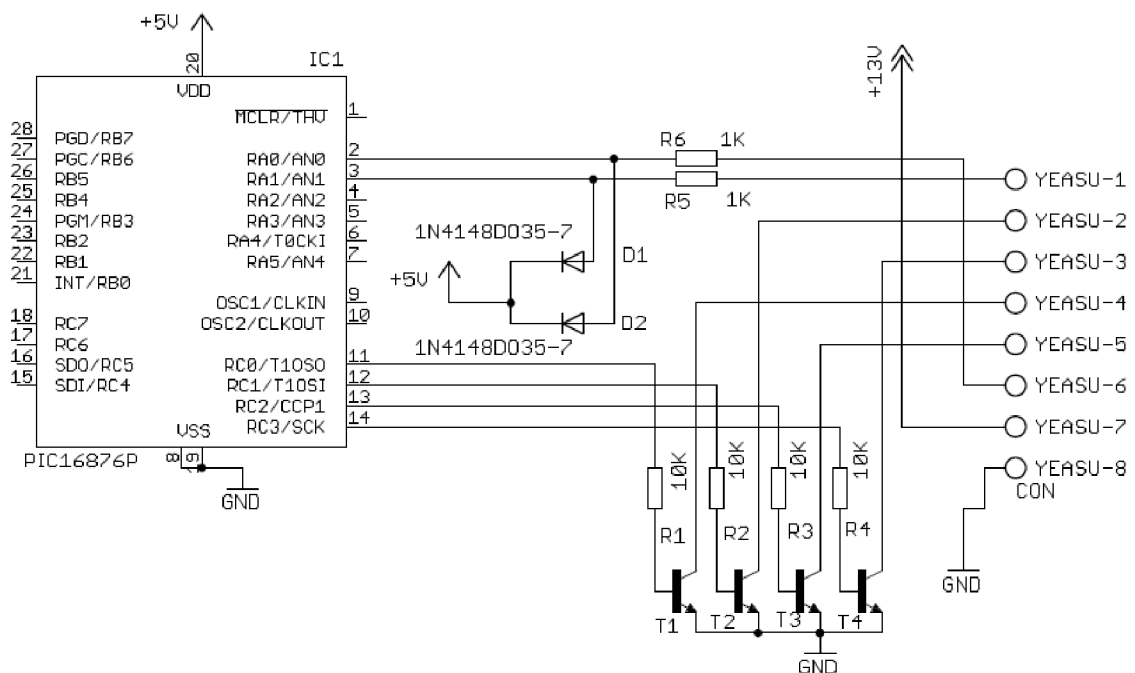 +5V
20
IC1
VDD
+13V
MCLR/THV
1
28
PGD/RB7
27
PGC/RB6
RA0/AN0
2
R6
1K
26
RB5
RA1/AN1
3
R5
1K
YEASU-1
25
RB4
RA2/AN2
4
24
PGM/RB3
RA3/AN3
5
YEASU-2
23
RB2
RA4/T0CKI
6
1N4148DO35-7
22
RB1
RA5/AN4
7
D1
YEASU-3
21
INT/RB0
+5V
OSC1/CLKIN
9
YEASU-4
18
RC7
OSC2/CLKOUT
10
D2
17
RC6
1N4148DO35-7
YEASU-5
16
SDO/RC5
RC0/T1OSO
11
15
SDI/RC4
RC1/T1OSI
12
YEASU-6
RC2/CCP1
13
RC3/SCK
14
YEASU-7
VSS
PIC16876P
8
19
GND
10K
10K
10K
10K
YEASU-8
CON
R1
R2
R3
R4
GND
T1
T2
T3
T4
GND